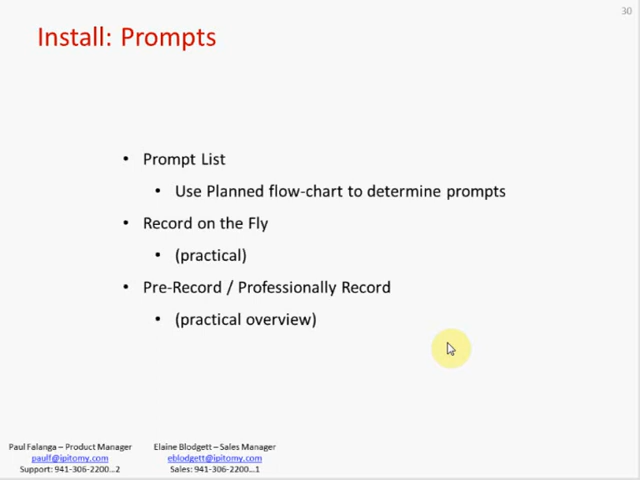 30
Install: Prompts
• Prompt List
• Use Planned flow-chart to determine prompts
• Record on the Fly
• (practical)
• Pre-Record / Professionally Record
• (practical overview)
Paul Falanga – Product Manager
paulf@ipitomy.com
Support: 941-306-2200...2
Elaine Blodgett – Sales Manager
eblodgett@ipitomy.com
Sales: 941-306-2200...1